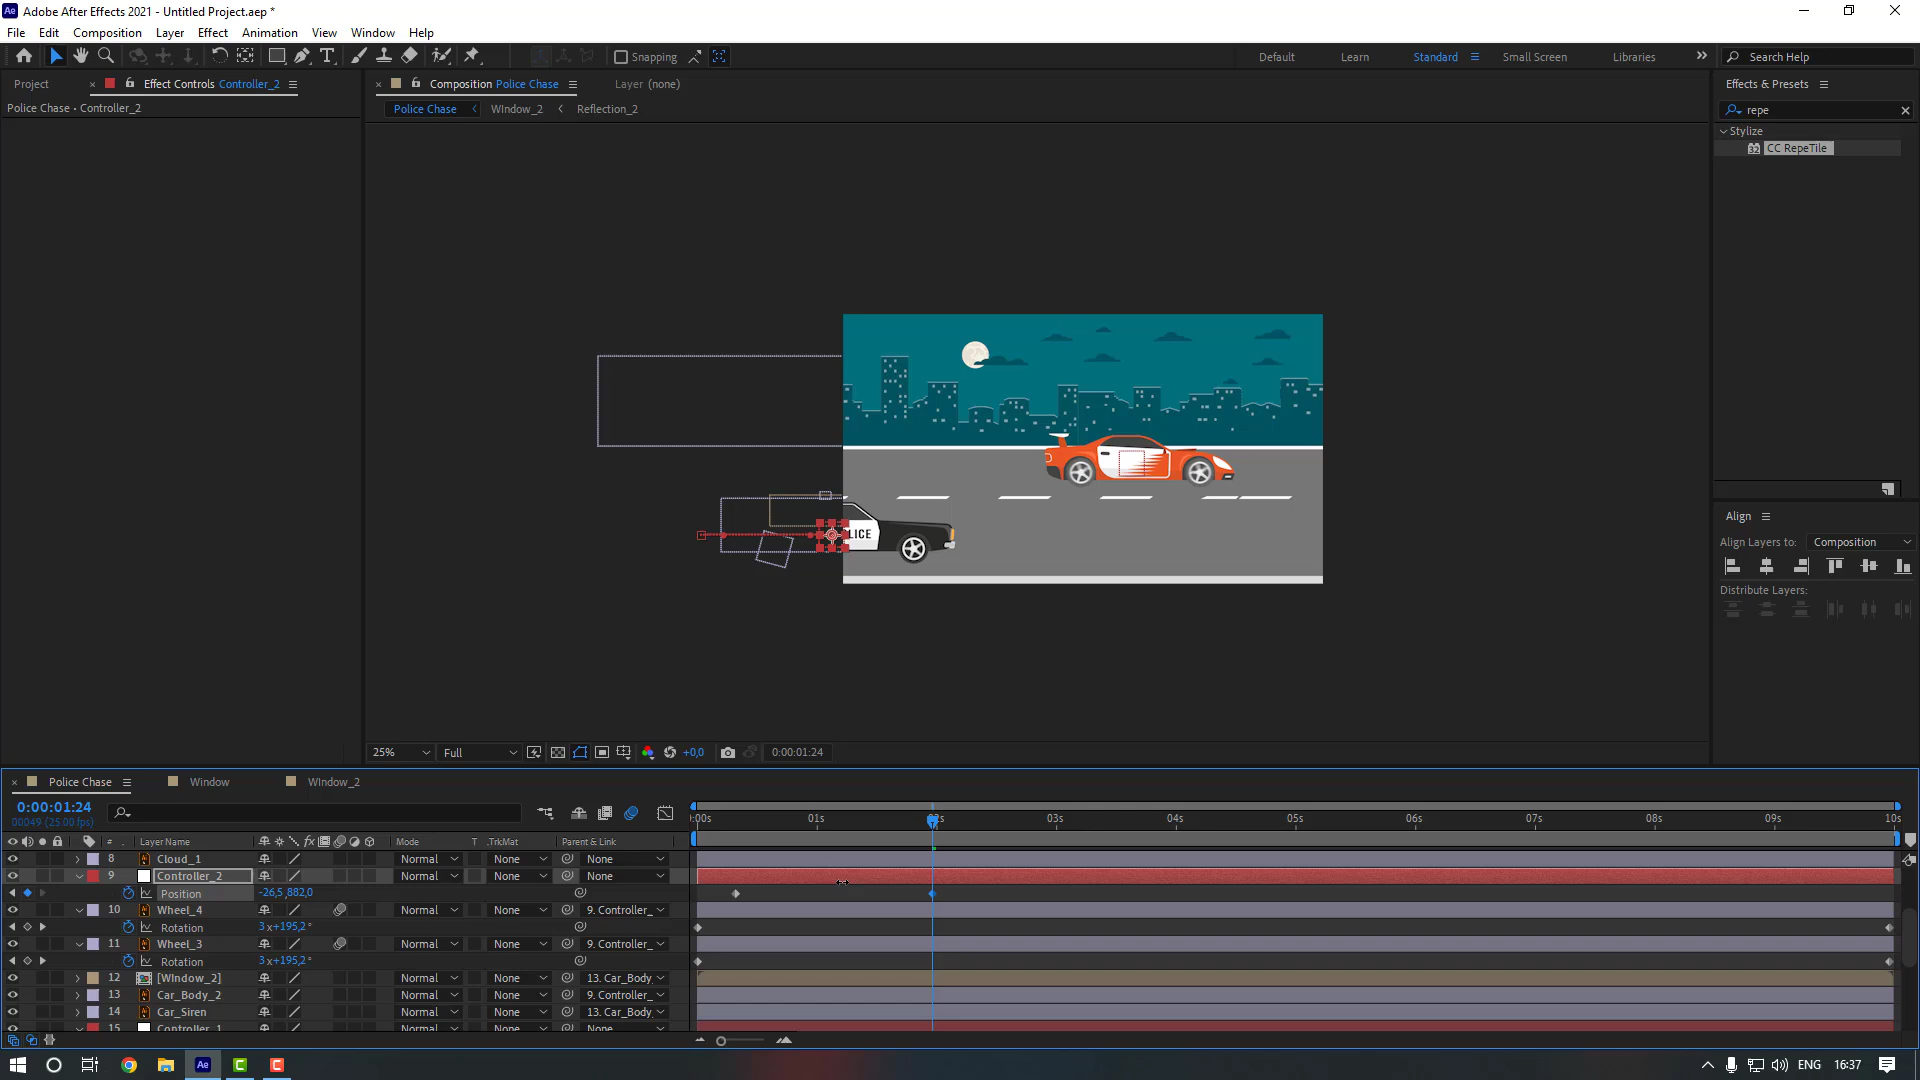 Adobe After Effects 2021 - Untitled Project.aep *
File Edit Composition Layer Effect Animation View Window Help
Snapping
Default Learn Standard Small Screen Libraries Search Help
Project Effect Controls Controller_2
Composition Police Chase Layer (none)
Effects & Presets
Police Chase • Controller_2
Police Chase WIndow_2 Reflection_2
repe
Stylize
32 CC RepeTile
LICE
Align
Align Layers to: Composition
Distribute Layers:
25% Full +0,0 0:00:01:24
Police Chase Window WIndow_2
0:00:01:24
00049 (25.00 fps)
:00s 01s 02s 03s 04s 05s 06s 07s 08s 09s 10s
# Layer Name fx Mode T .TrkMat Parent & Link
8 Cloud_1 Normal None None
9 Controller_2 Normal None None
Position -26,5,882,0
10 Wheel_4 Normal None 9. Controller_
Rotation 3x+195,2°
11 Wheel_3 Normal None 9. Controller_
Rotation 3x+195,2°
12 [WIndow_2] Normal None 13. Car_Body_
13 Car_Body_2 Normal None 9. Controller_
14 Car_Siren Normal None 13. Car_Body_
15 Controller_1 Normal None None
Ae ENG 16:37